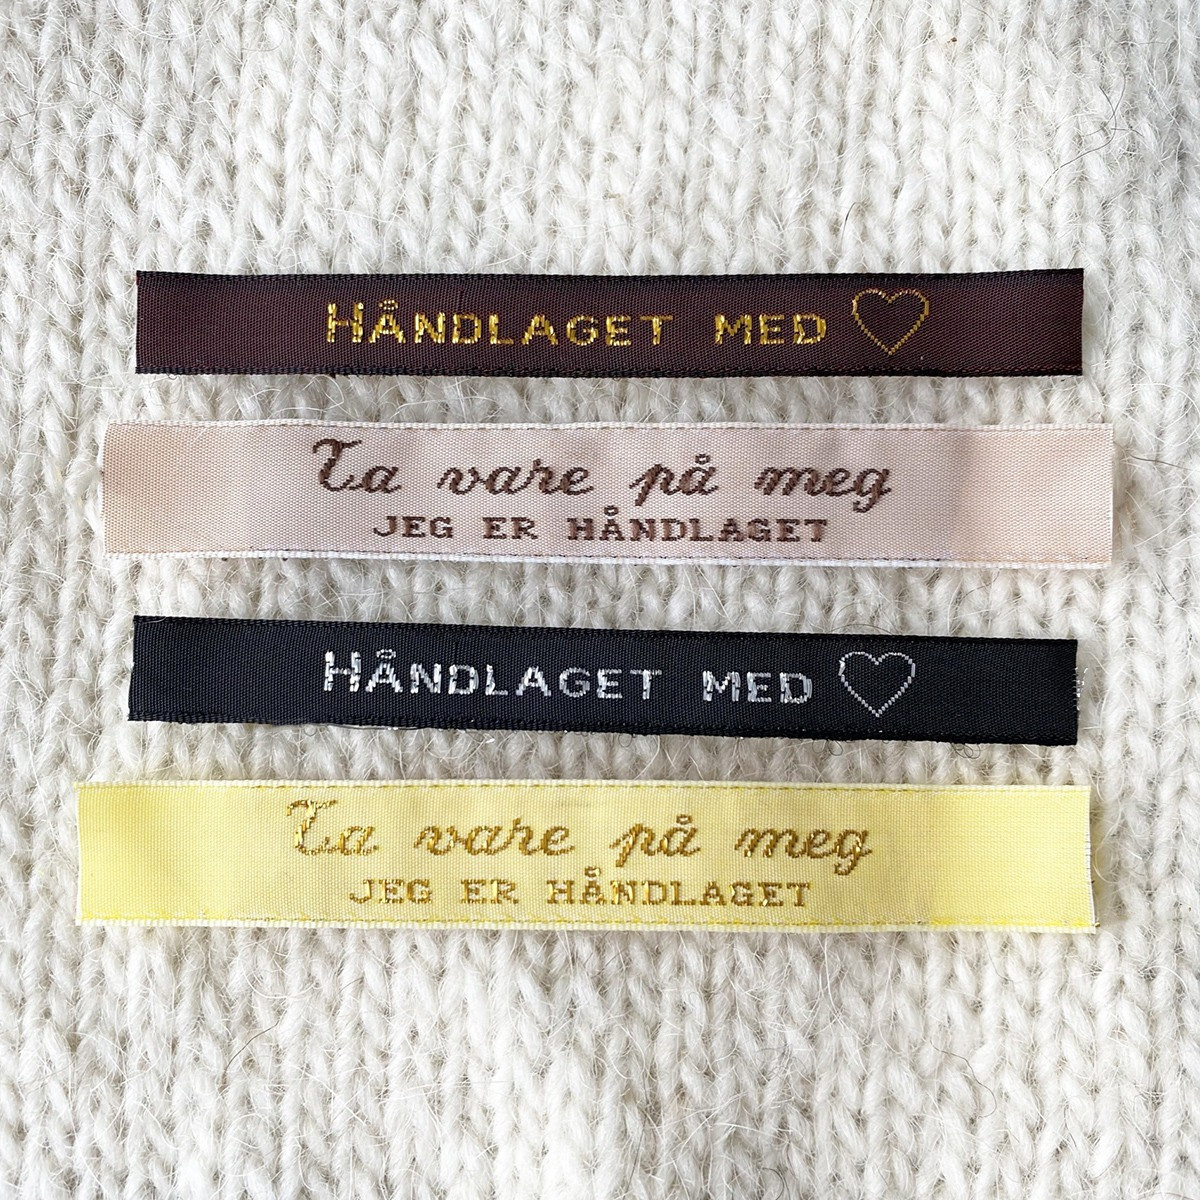 HÅNDLAGET MED ♡
Ta vare på meg
JEG ER HÅNDLAGET
HÅNDLAGET MED ♡
Ta vare på meg
JEG ER HÅNDLAGET